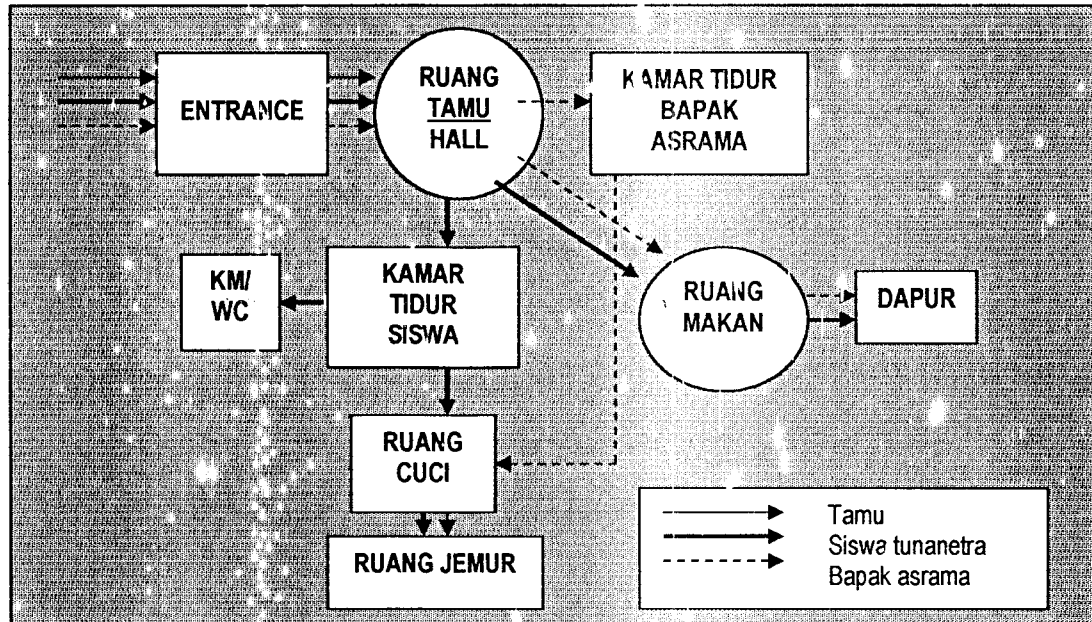 ENTRANCE
RUANG
TAMU
HALL
KAMAR TIDUR
BAPAK
ASRAMA
KM/
WC
KAMAR
TIDUR
SISWA
RUANG
MAKAN
DAPUR
RUANG
CUCI
RUANG JEMUR
Tamu
Siswa tunanetra
Bapak asrama